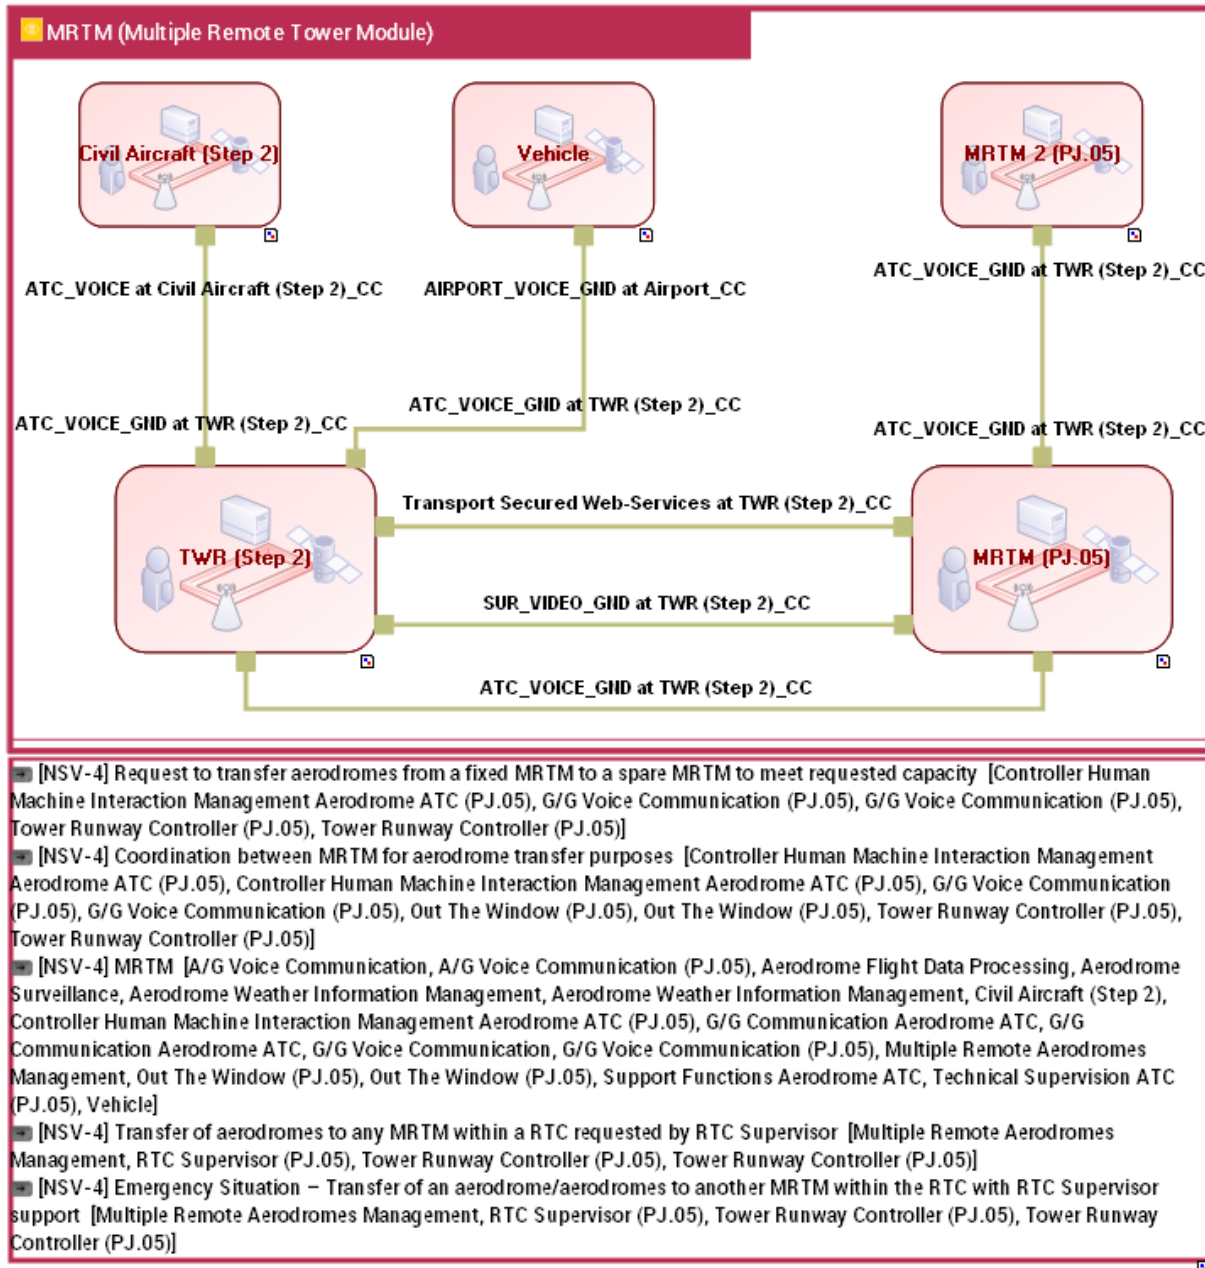 MRTM (Multiple Remote Tower Module)
Civil Aircraft (Step 2)
Vehicle
MRTM 2 (PJ.05)
ATC_VOICE_GND at TWR (Step 2)_CC
ATC_VOICE at Civil Aircraft (Step 2)_CC
AIRPORT_VOICE_GND at Airport_CC
ATC_VOICE_GND at TWR (Step 2)_CC
ATC_VOICE_GND at TWR (Step 2)_CC
ATC_VOICE_GND at TWR (Step 2)_CC
Transport Secured Web-Services at TWR (Step 2)_CC
TWR (Step 2)
MRTM (PJ.05)
SUR_VIDEO_GND at TWR (Step 2)_CC
ATC_VOICE_GND at TWR (Step 2)_CC
[NSV-4] Request to transfer aerodromes from a fixed MRTM to a spare MRTM to meet requested capacity [Controller Human
Machine Interaction Management Aerodrome ATC (PJ.05), G/G Voice Communication (PJ.05), G/G Voice Communication (PJ.05),
Tower Runway Controller (PJ.05), Tower Runway Controller (PJ.05)]
[NSV-4] Coordination between MRTM for aerodrome transfer purposes [Controller Human Machine Interaction Management
Aerodrome ATC (PJ.05), Controller Human Machine Interaction Management Aerodrome ATC (PJ.05), G/G Voice Communication
(PJ.05), G/G Voice Communication (PJ.05), Out The Window (PJ.05), Out The Window (PJ.05), Tower Runway Controller (PJ.05),
Tower Runway Controller (PJ.05)]
[NSV-4] MRTM [A/G Voice Communication, A/G Voice Communication (PJ.05), Aerodrome Flight Data Processing, Aerodrome
Surveillance, Aerodrome Weather Information Management, Aerodrome Weather Information Management, Civil Aircraft (Step 2),
Controller Human Machine Interaction Management Aerodrome ATC (PJ.05), G/G Communication Aerodrome ATC, G/G
Communication Aerodrome ATC, G/G Voice Communication, G/G Voice Communication (PJ.05), Multiple Remote Aerodromes
Management, Out The Window (PJ.05), Out The Window (PJ.05), Support Functions Aerodrome ATC, Technical Supervision ATC
(PJ.05), Vehicle]
[NSV-4] Transfer of aerodromes to any MRTM within a RTC requested by RTC Supervisor [Multiple Remote Aerodromes
Management, RTC Supervisor (PJ.05), Tower Runway Controller (PJ.05), Tower Runway Controller (PJ.05)]
[NSV-4] Emergency Situation – Transfer of an aerodrome/aerodromes to another MRTM within the RTC with RTC Supervisor
support [Multiple Remote Aerodromes Management, RTC Supervisor (PJ.05), Tower Runway Controller (PJ.05), Tower Runway
Controller (PJ.05)]